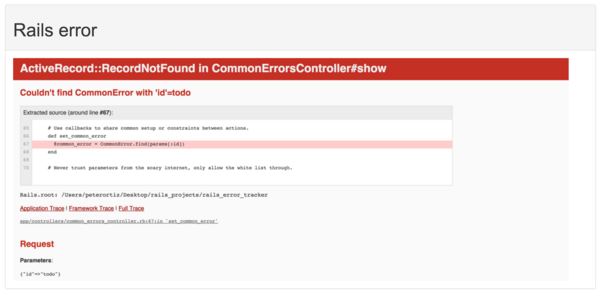 Rails error
ActiveRecord::RecordNotFound in CommonErrorsController#show
Couldn't find CommonError with 'id'=todo
Extracted source (around line #67):
65 # Use callbacks to share common setup or constraints between actions.
66 def set_common_error
67 @common_error = CommonError.find(params[:id])
68 end
69
70 # Never trust parameters from the scary internet, only allow the white list through.
Rails.root: /Users/peterortiz/Desktop/rails_projects/rails_error_tracker
Application Trace | Framework Trace | Full Trace
app/controllers/common_errors_controller.rb:67:in `set_common_error'
Request
Parameters:
{"id"=>"todo"}